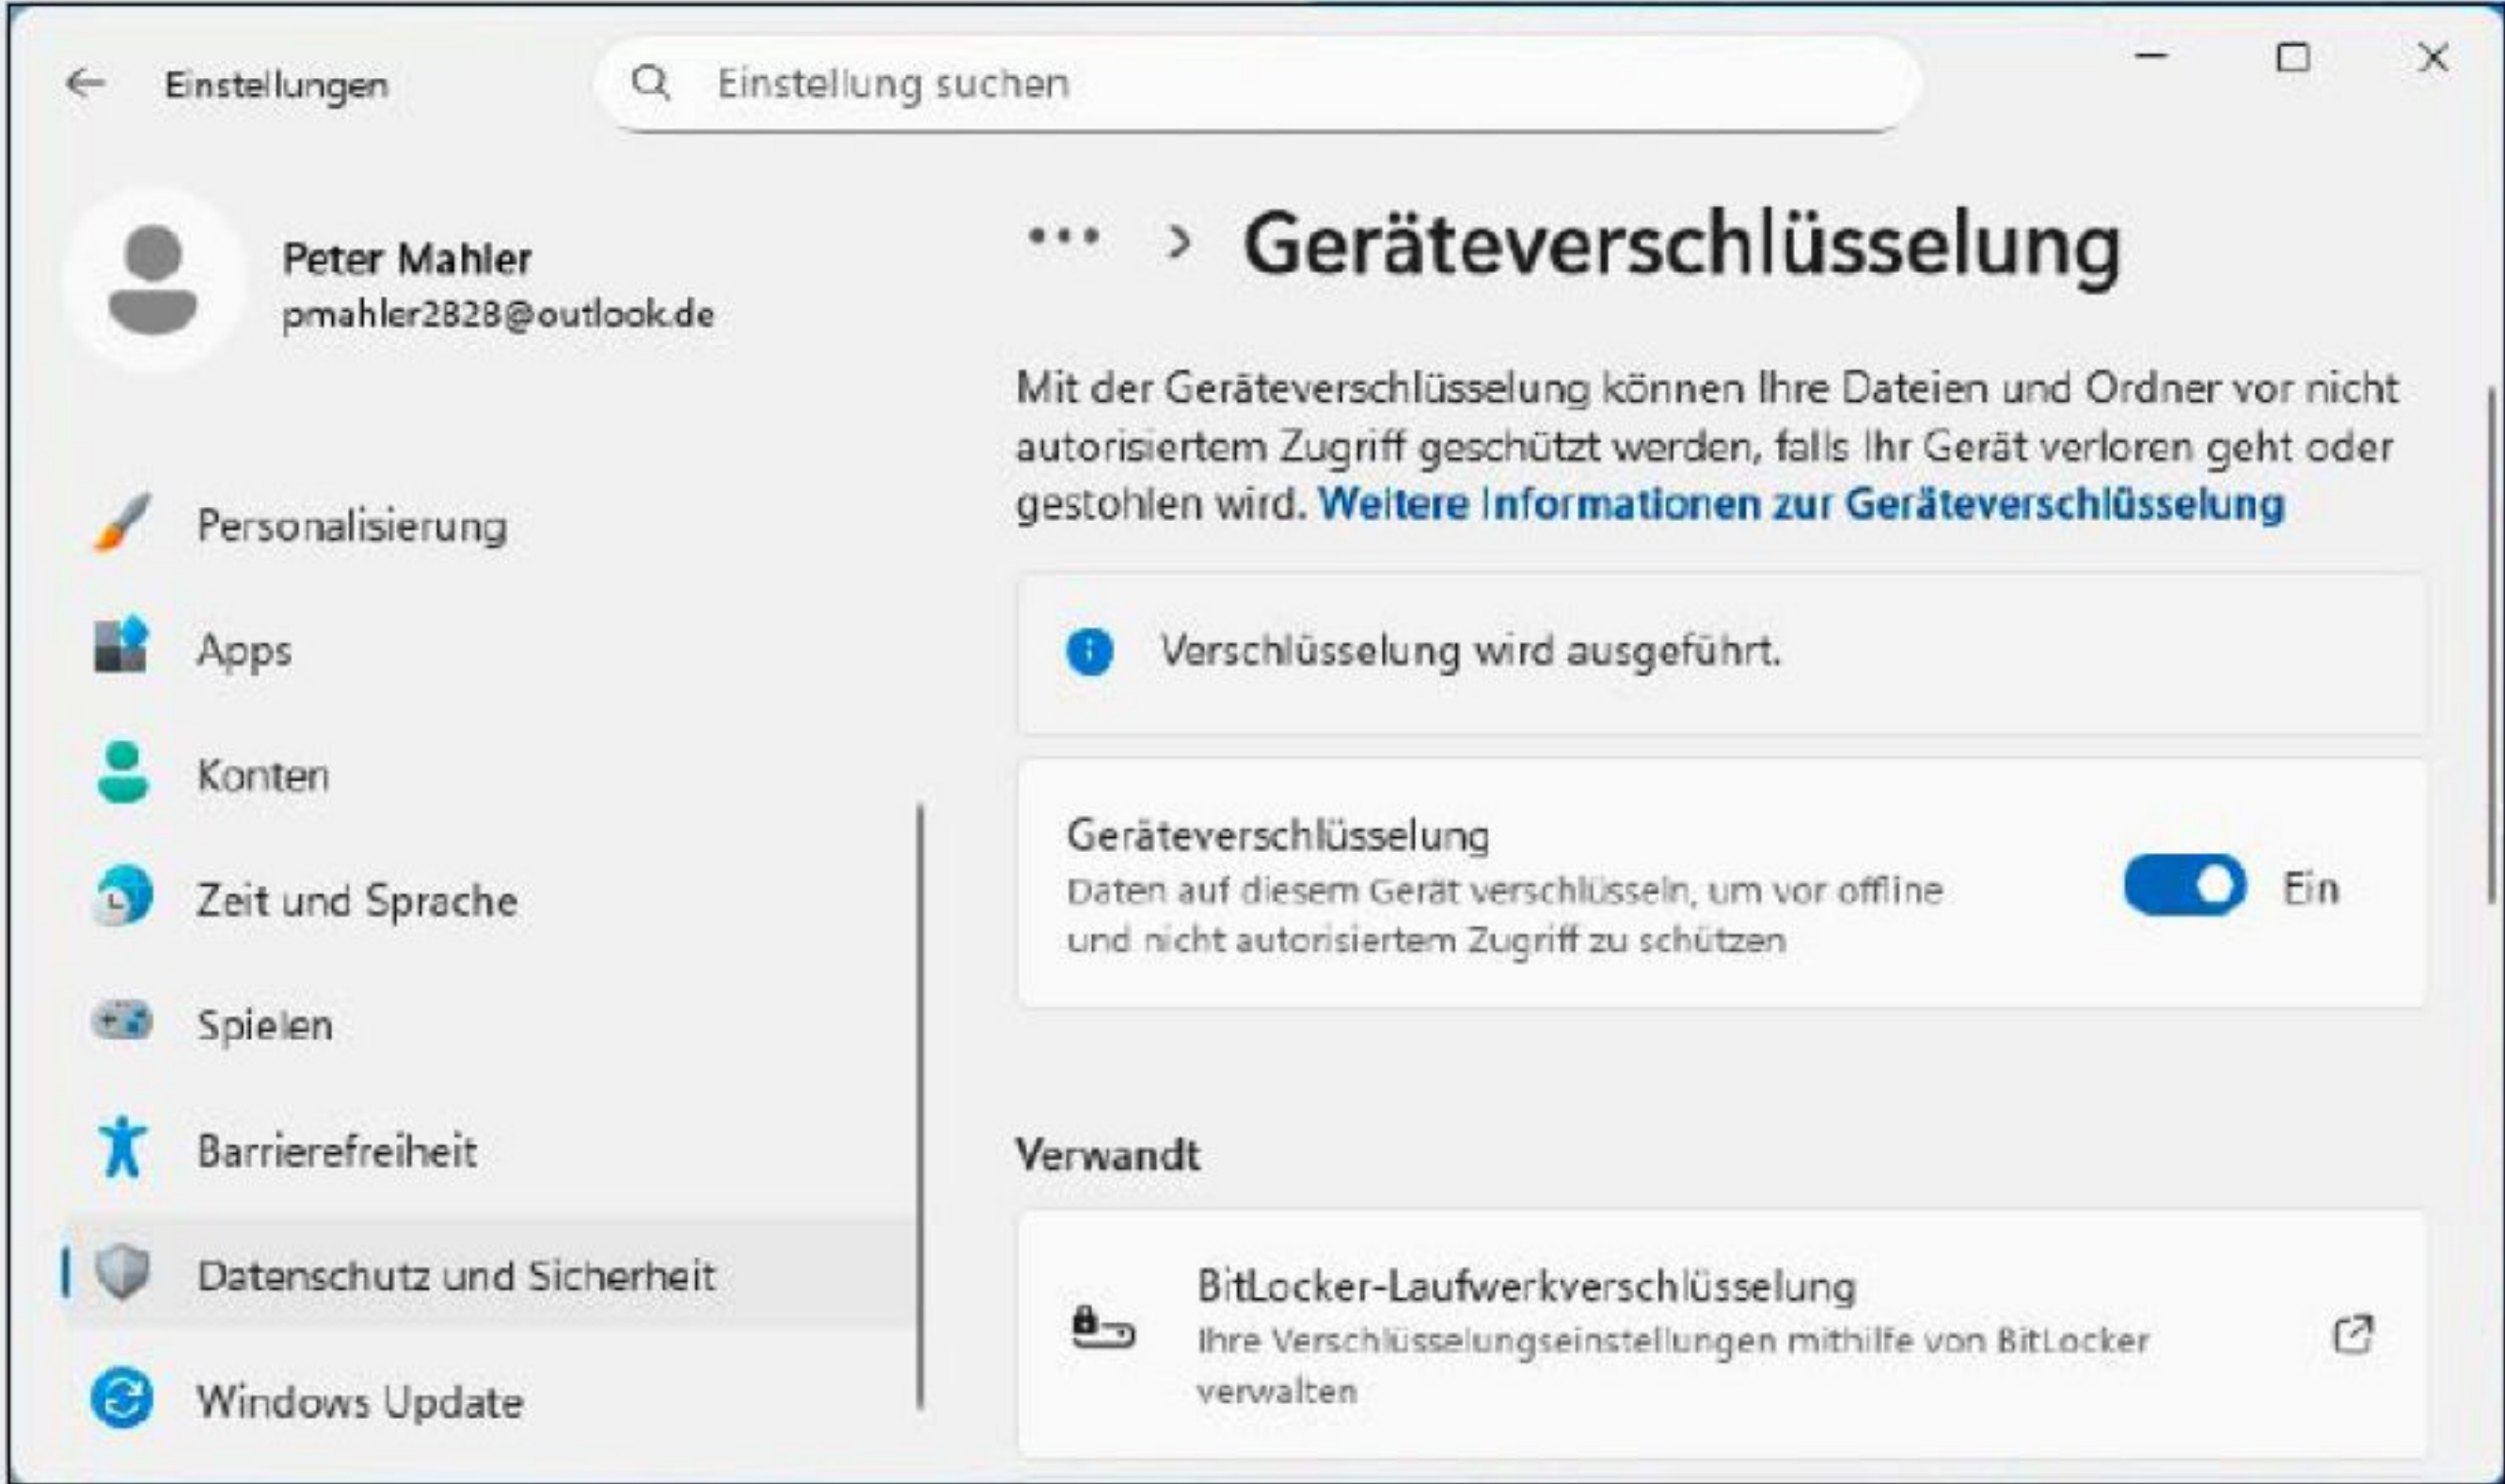 Einstellungen
Einstellung suchen
Peter Mahler
pmahler2828@outlook.de
Personalisierung
Apps
Konten
Zeit und Sprache
Spielen
Barrierefreiheit
Datenschutz und Sicherheit
Windows Update
Geräteverschlüsselung
Mit der Geräteverschlüsselung können Ihre Dateien und Ordner vor nicht
autorisiertem Zugriff geschützt werden, falls Ihr Gerät verloren geht oder
gestohlen wird. Weitere Informationen zur Geräteverschlüsselung
Verschlüsselung wird ausgeführt.
Geräteverschlüsselung
Daten auf diesem Gerät verschlüsseln, um vor offline
und nicht autorisiertem Zugriff zu schützen
Ein
Verwandt
BitLocker-Laufwerkverschlüsselung
Ihre Verschlüsselungseinstellungen mithilfe von BitLocker
verwalten